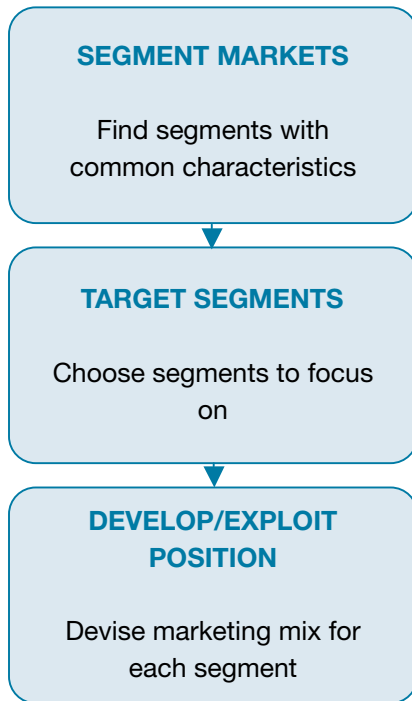 SEGMENT MARKETS
Find segments with
common characteristics
TARGET SEGMENTS
Choose segments to focus
on
DEVELOP/EXPLOIT
POSITION
Devise marketing mix for
each segment